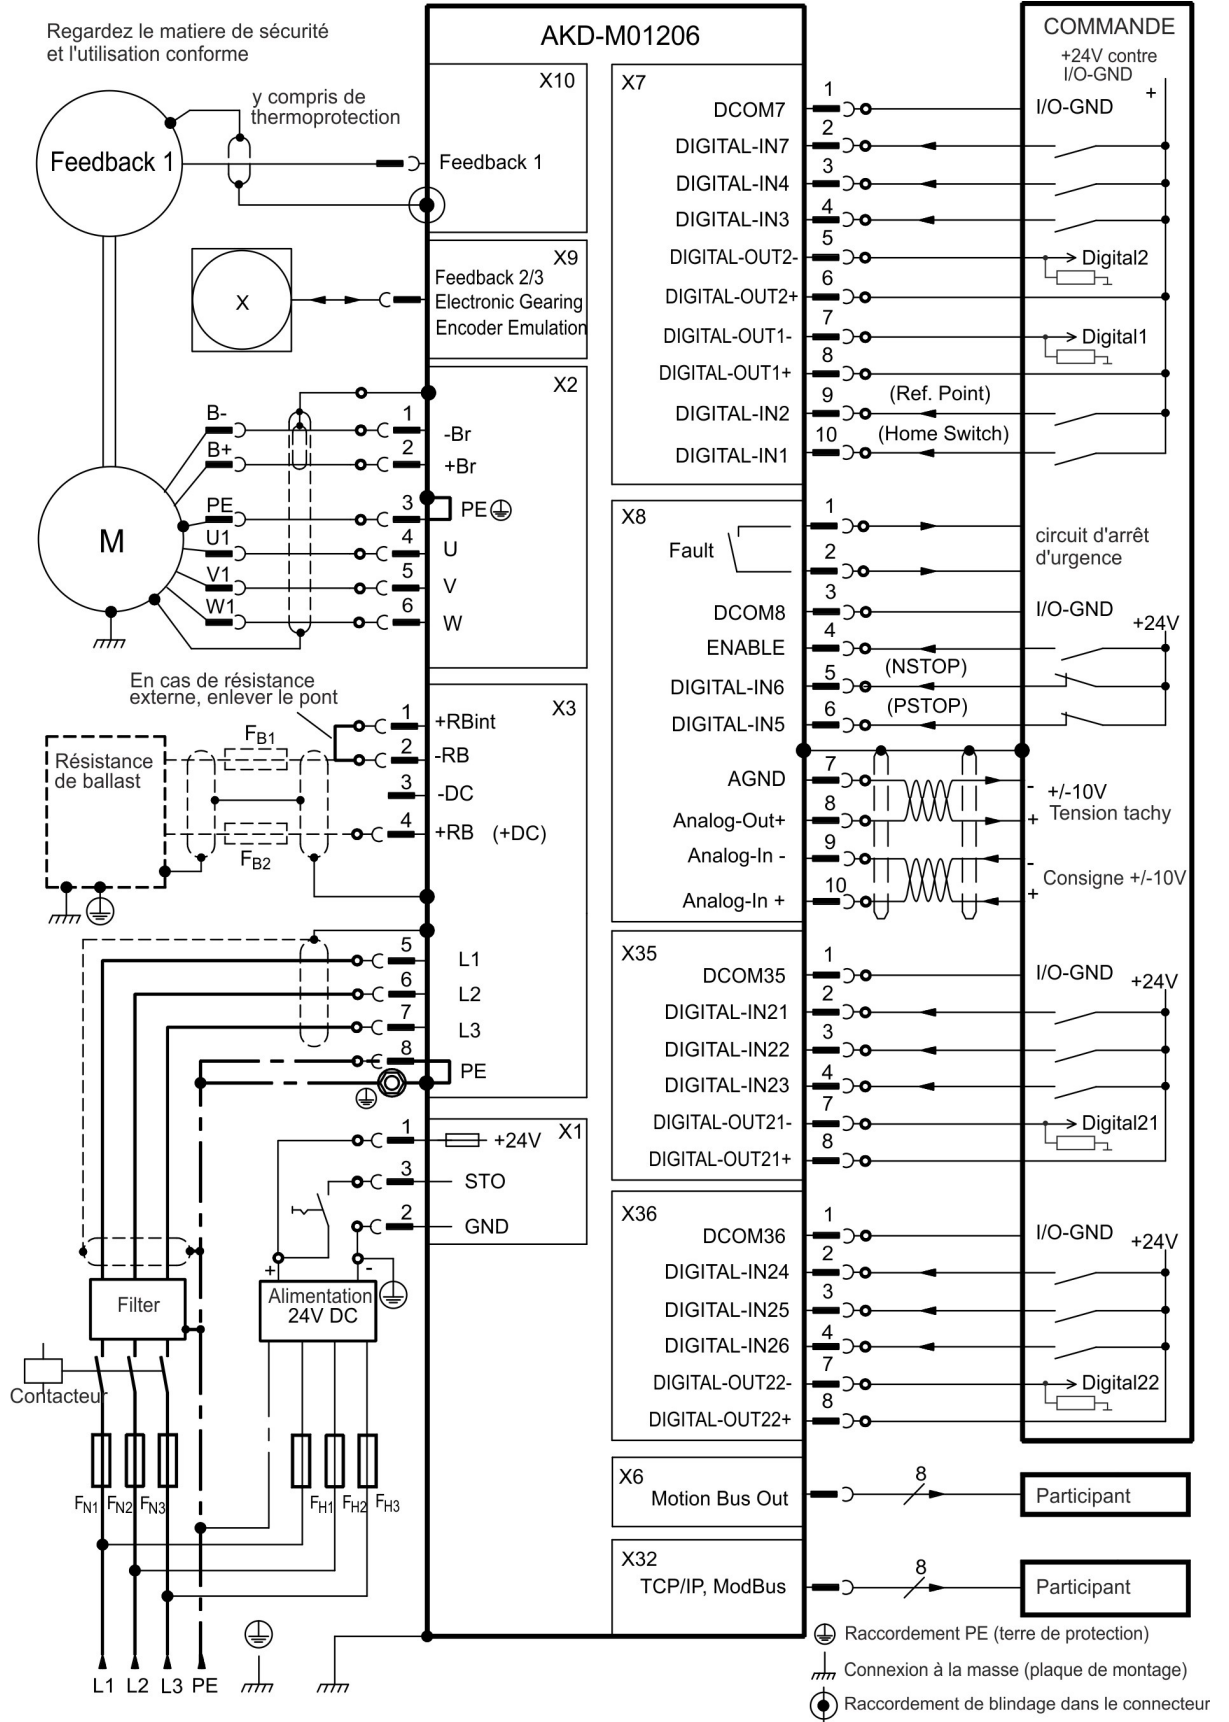 Regardez le matiere de sécurité
et l'utilisation conforme
AKD-M01206
COMMANDE
+24V contre
I/O-GND
+
Feedback 1
y compris de
thermoprotection
X10
Feedback 1
X9
Feedback 2/3
Electronic Gearing
Encoder Emulation
X
X2
B-
1
-Br
B+
2
+Br
PE
3
PE
U1
4
U
V1
5
V
W1
6
W
M
En cas de résistance
externe, enlever le pont
X3
Résistance
de ballast
FB1
FB2
1
+RBint
2
-RB
3
-DC
4
+RB (+DC)
5
L1
6
L2
7
L3
8
PE
X1
1
+24V
3
STO
2
GND
+
-
Alimentation
24V DC
Filter
Contacteur
FN1
FN2
FN3
FH1
FH2
FH3
L1 L2 L3 PE
X7
DCOM7
1
I/O-GND
DIGITAL-IN7
2
DIGITAL-IN4
3
DIGITAL-IN3
4
DIGITAL-OUT2-
5
Digital2
DIGITAL-OUT2+
6
DIGITAL-OUT1-
7
Digital1
DIGITAL-OUT1+
8
DIGITAL-IN2
9
(Ref. Point)
DIGITAL-IN1
10
(Home Switch)
X8
Fault
1
2
circuit d'arrêt
d'urgence
DCOM8
3
I/O-GND
+24V
ENABLE
4
DIGITAL-IN6
5
(NSTOP)
DIGITAL-IN5
6
(PSTOP)
AGND
7
-
Analog-Out+
8
+
+/-10V
Tension tachy
Analog-In -
9
-
Analog-In +
10
+
Consigne +/-10V
X35
DCOM35
1
I/O-GND
+24V
DIGITAL-IN21
2
DIGITAL-IN22
3
DIGITAL-IN23
4
DIGITAL-OUT21-
7
Digital21
DIGITAL-OUT21+
8
X36
DCOM36
1
I/O-GND
+24V
DIGITAL-IN24
2
DIGITAL-IN25
3
DIGITAL-IN26
4
DIGITAL-OUT22-
7
Digital22
DIGITAL-OUT22+
8
X6
Motion Bus Out
8
Participant
X32
TCP/IP, ModBus
8
Participant
Raccordement PE (terre de protection)
Connexion à la masse (plaque de montage)
Raccordement de blindage dans le connecteur